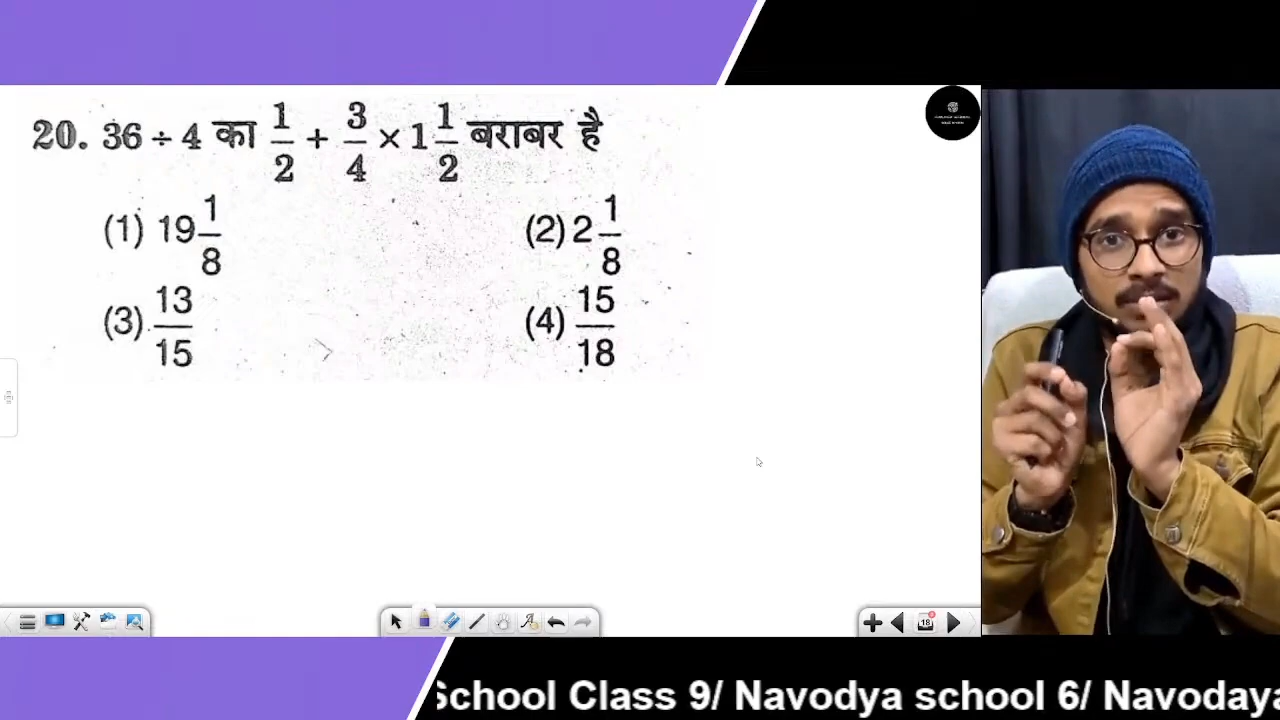 20. 36 ÷ 4 का 1/2 + 3/4 × 1 1/2 बराबर है
(1) 19 1/8 (2) 2 1/8
(3) 13/15 (4) 15/18
18
School Class 9/ Navodya school 6/ Navodaya